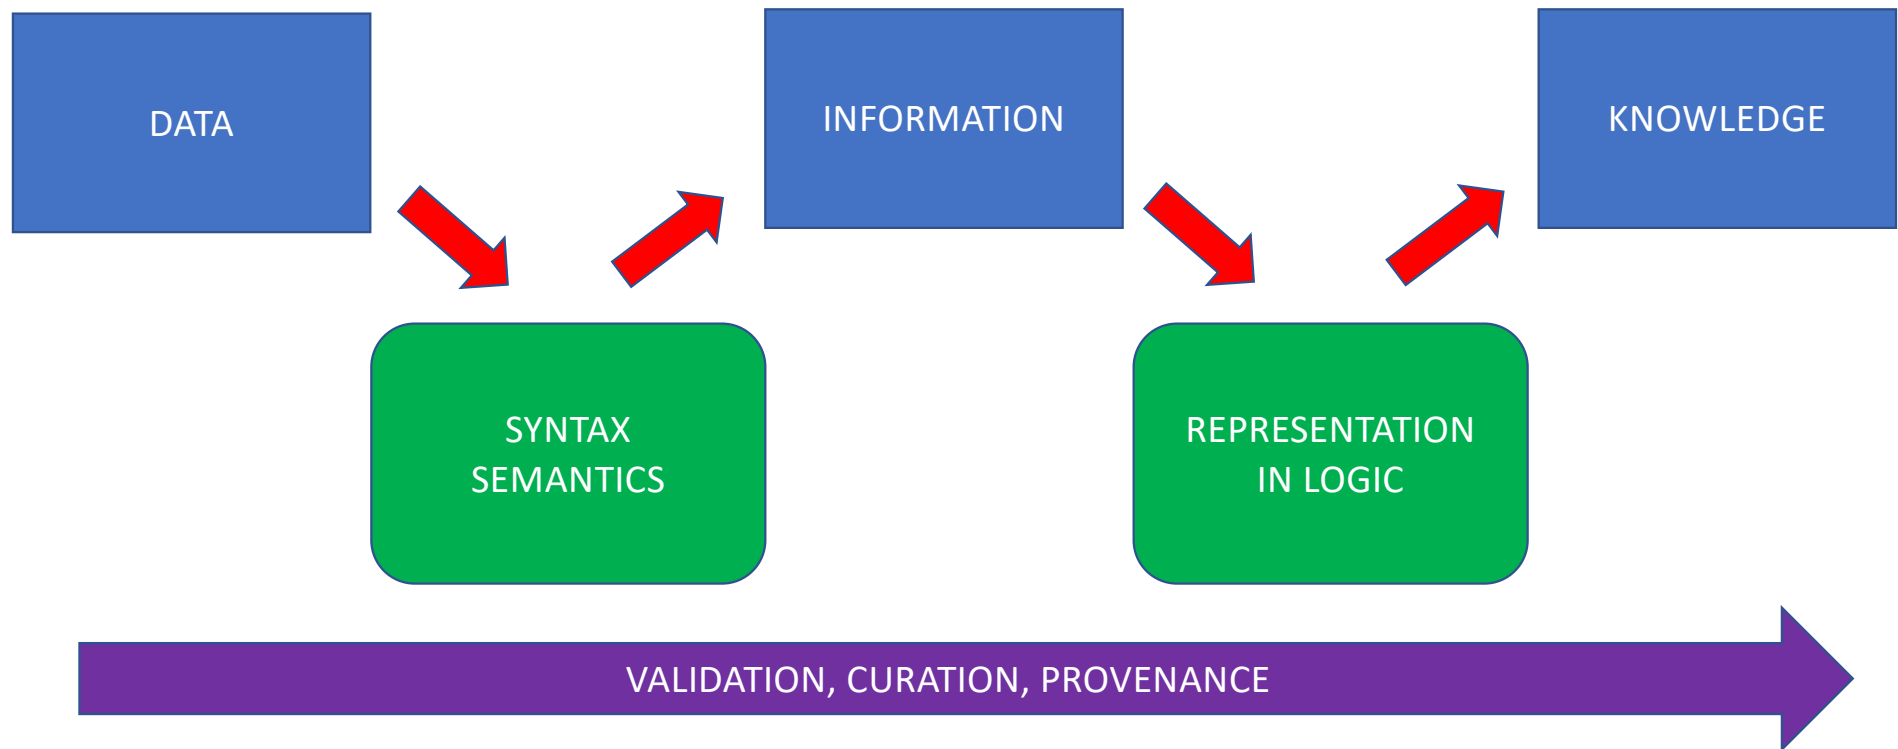 DATA
INFORMATION
KNOWLEDGE
SYNTAX
SEMANTICS
REPRESENTATION
IN LOGIC
VALIDATION, CURATION, PROVENANCE